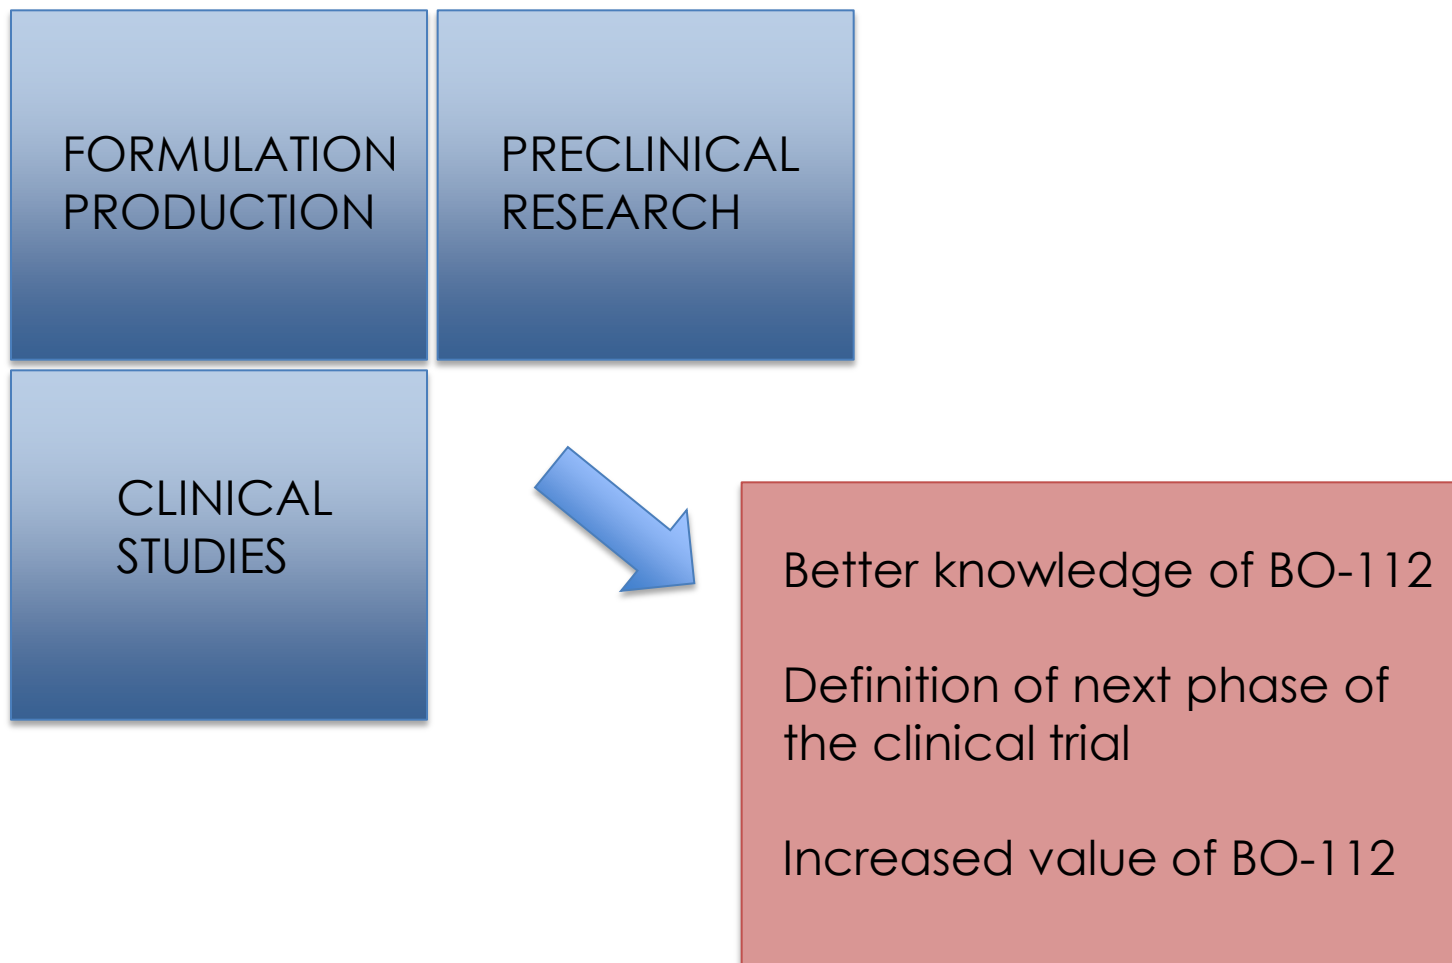 FORMULATION
PRODUCTION
PRECLINICAL
RESEARCH
CLINICAL
STUDIES
Better knowledge of BO-112
Definition of next phase of
the clinical trial
Increased value of BO-112